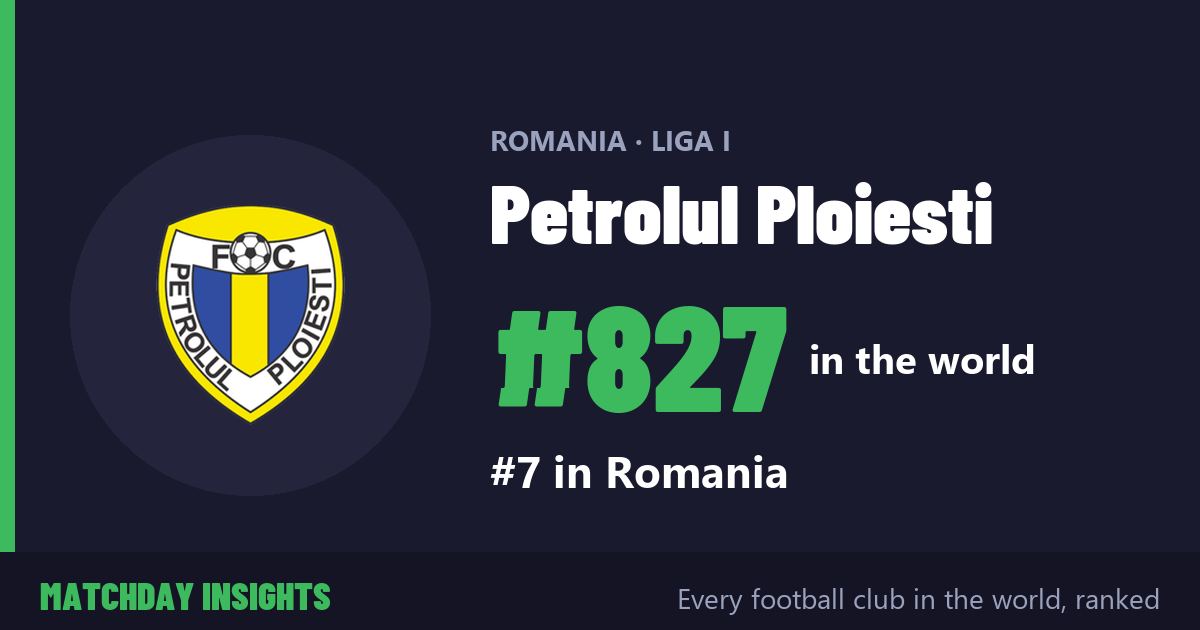 ROMANIA · LIGA I
Petrolul Ploiesti
F C
PETROLUL PLOIESTI
#827 in the world
#7 in Romania
MATCHDAY INSIGHTS
Every football club in the world, ranked